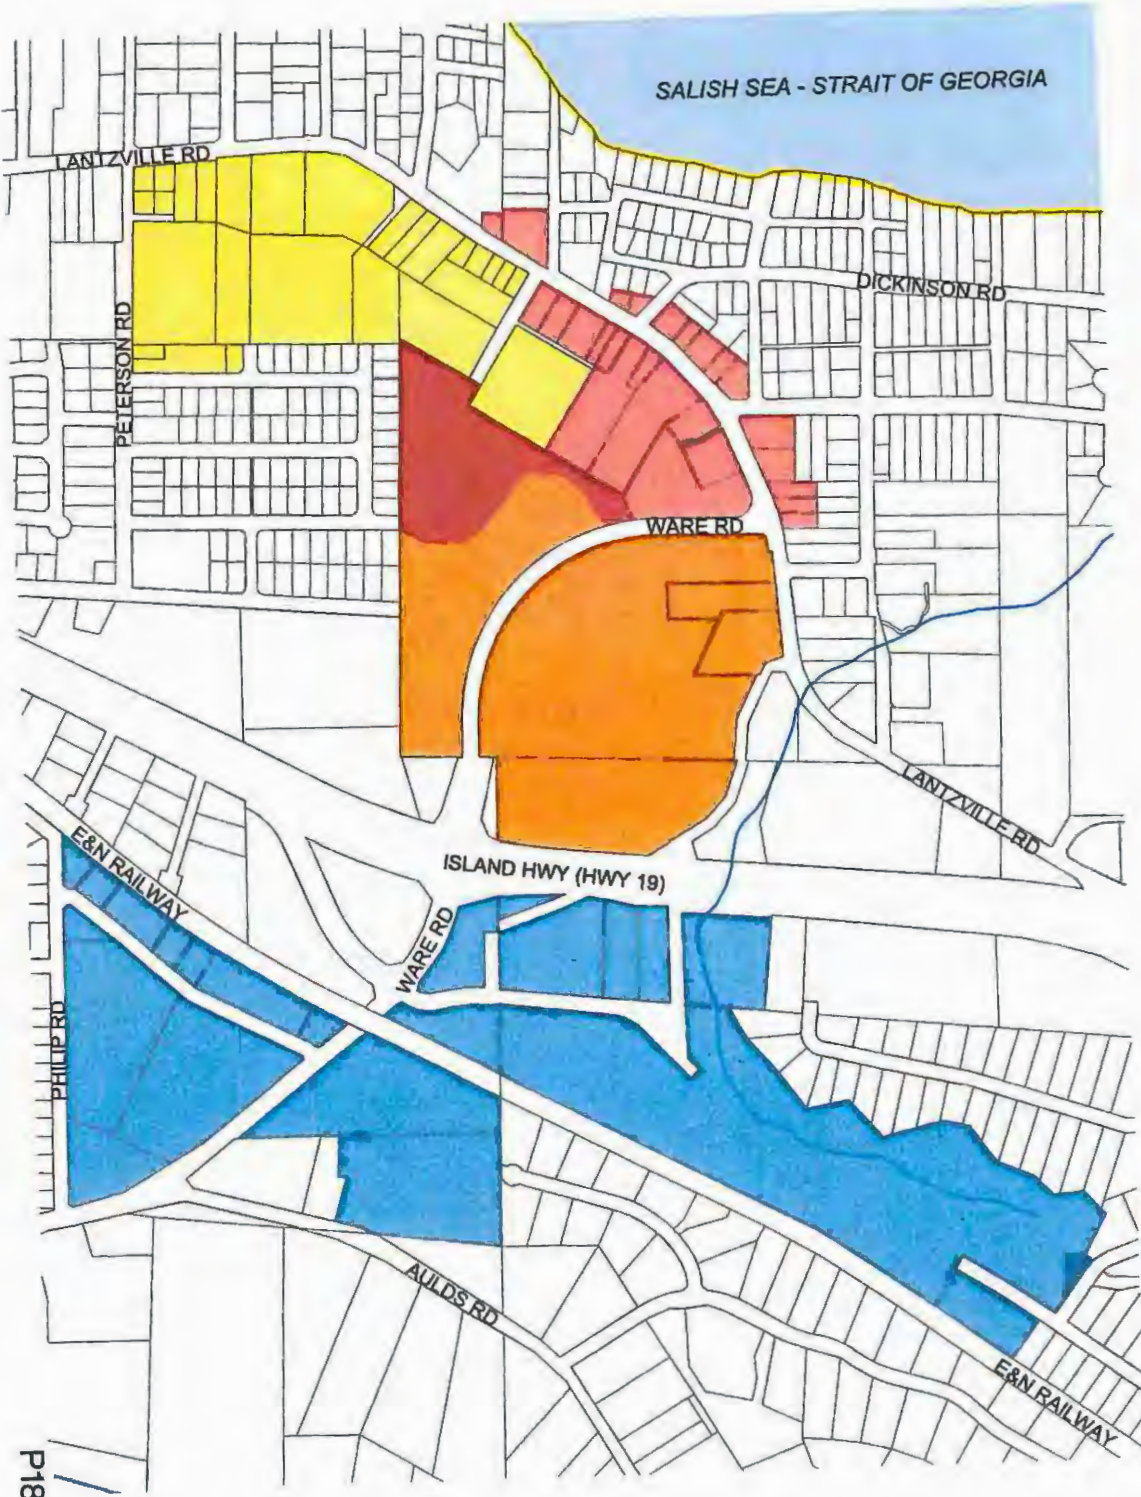 SALISH SEA - STRAIT OF GEORGIA
LANTZVILLE RD
DICKINSON RD
PETERSON RD
WARE RD
LANTZVILLE RD
E&N RAILWAY
ISLAND HWY (HWY 19)
WARE RD
PHILIP RD
AULDS RD
E&N RAILWAY
P18